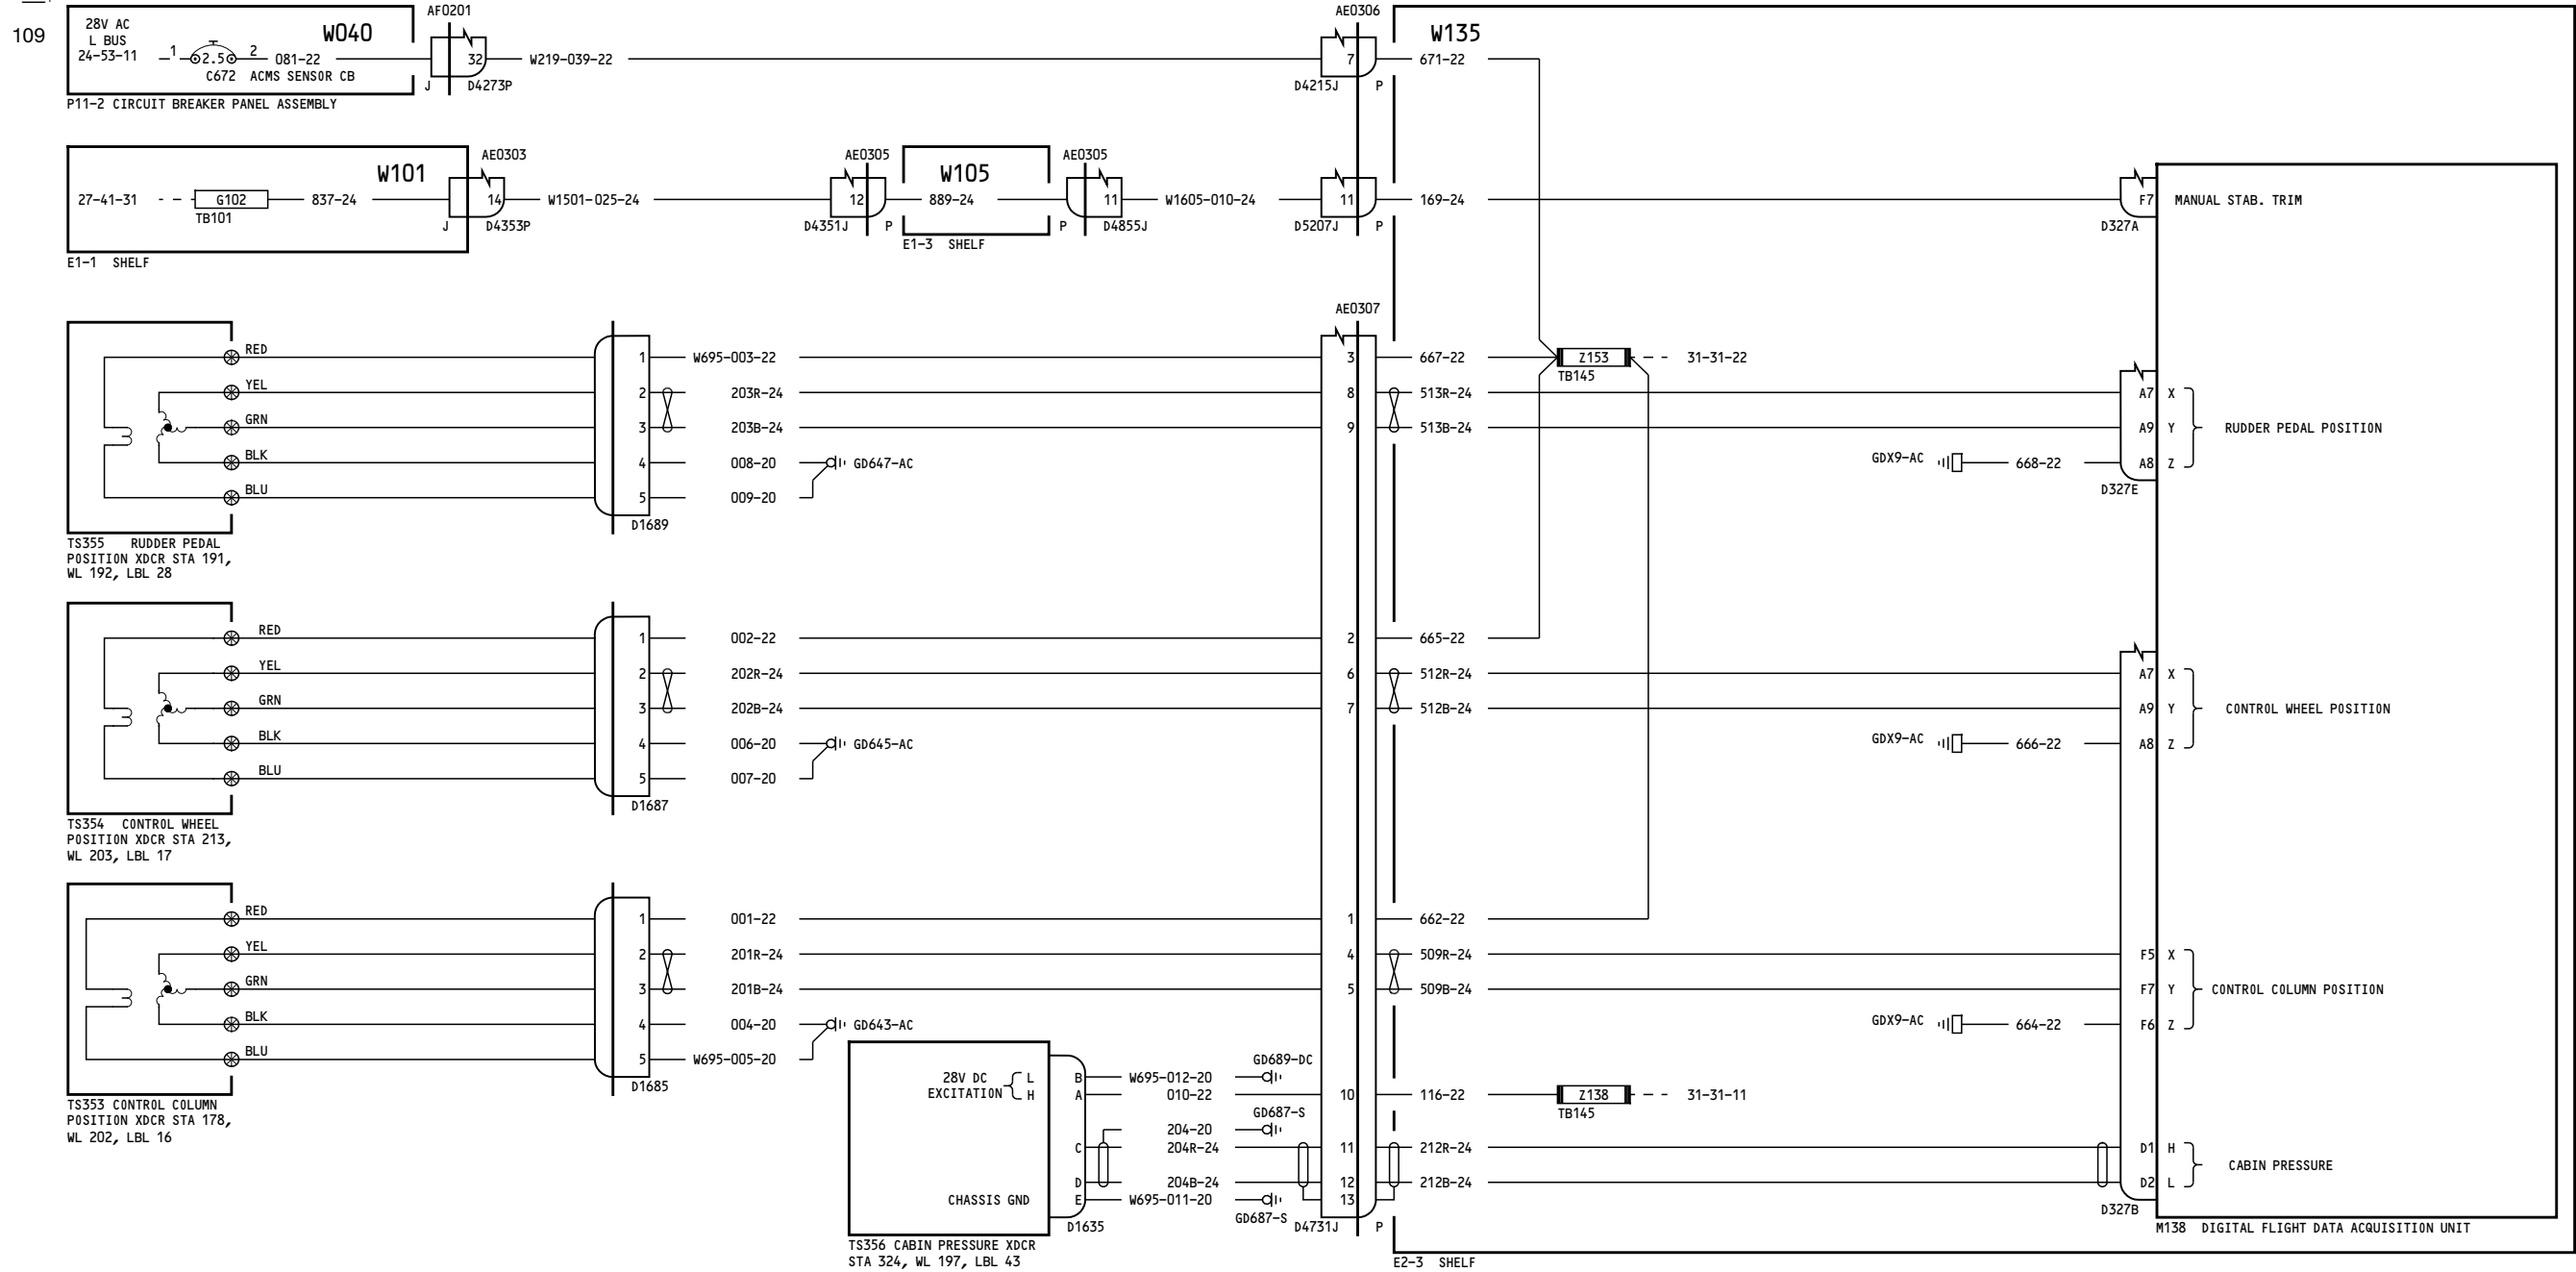 109
28V AC
L BUS
24-53-11
1
2.5
2
081-22
C672 ACMS SENSOR CB
W040
AF0201
32
J
D4273P
W219-039-22
P11-2 CIRCUIT BREAKER PANEL ASSEMBLY
AE0306
7
D4215J
P
W135
671-22
27-41-31
G102
TB101
837-24
W101
AE0303
14
J
D4353P
W1501-025-24
E1-1 SHELF
AE0305
12
D4351J
P
W105
889-24
E1-3 SHELF
AE0305
11
P
D4855J
W1605-010-24
11
D5207J
P
169-24
F7
D327A
MANUAL STAB. TRIM
AE0307
RED
1
W695-003-22
3
667-22
Z153
TB145
31-31-22
YEL
2
203R-24
8
513R-24
A7 X
GRN
3
203B-24
9
513B-24
A9 Y
RUDDER PEDAL POSITION
BLK
4
008-20
GD647-AC
GDX9-AC
668-22
A8 Z
D327E
BLU
5
009-20
D1689
TS355 RUDDER PEDAL
POSITION XDCR STA 191,
WL 192, LBL 28
RED
1
002-22
2
665-22
YEL
2
202R-24
6
512R-24
A7 X
GRN
3
202B-24
7
512B-24
A9 Y
CONTROL WHEEL POSITION
BLK
4
006-20
GD645-AC
GDX9-AC
666-22
A8 Z
BLU
5
007-20
D1687
TS354 CONTROL WHEEL
POSITION XDCR STA 213,
WL 203, LBL 17
RED
1
001-22
1
662-22
YEL
2
201R-24
4
509R-24
F5 X
GRN
3
201B-24
5
509B-24
F7 Y
CONTROL COLUMN POSITION
BLK
4
004-20
GD643-AC
GDX9-AC
664-22
F6 Z
BLU
5
W695-005-20
D1685
TS353 CONTROL COLUMN
POSITION XDCR STA 178,
WL 202, LBL 16
28V DC
EXCITATION
L
H
B
W695-012-20
GD689-DC
A
010-22
10
116-22
Z138
TB145
31-31-11
204-20
GD687-S
C
204R-24
11
212R-24
D1 H
CABIN PRESSURE
D
204B-24
12
212B-24
D2 L
CHASSIS GND
E
W695-011-20
GD687-S
13
D1635
D4731J
P
D327B
TS356 CABIN PRESSURE XDCR
STA 324, WL 197, LBL 43
M138 DIGITAL FLIGHT DATA ACQUISITION UNIT
E2-3 SHELF